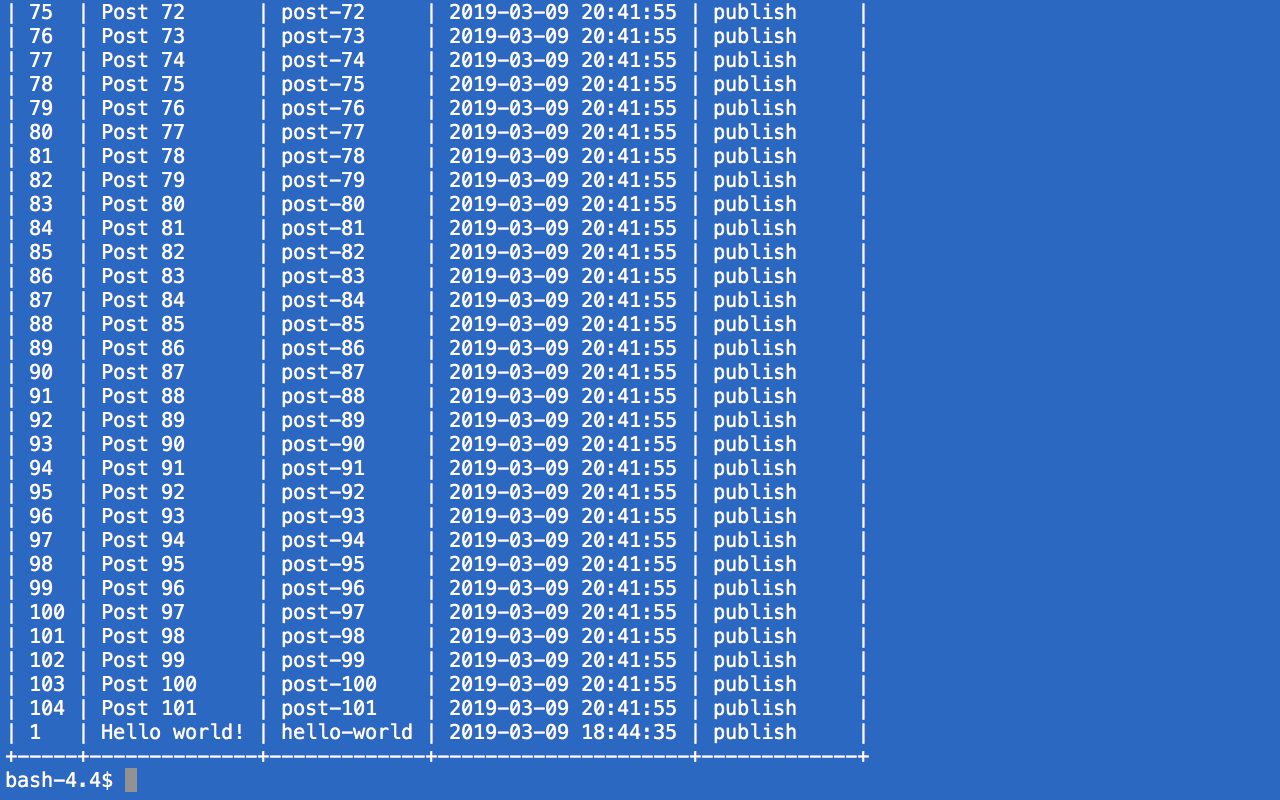 | 75  | Post 72      | post-72     | 2019-03-09 20:41:55 | publish     |
| 76  | Post 73      | post-73     | 2019-03-09 20:41:55 | publish     |
| 77  | Post 74      | post-74     | 2019-03-09 20:41:55 | publish     |
| 78  | Post 75      | post-75     | 2019-03-09 20:41:55 | publish     |
| 79  | Post 76      | post-76     | 2019-03-09 20:41:55 | publish     |
| 80  | Post 77      | post-77     | 2019-03-09 20:41:55 | publish     |
| 81  | Post 78      | post-78     | 2019-03-09 20:41:55 | publish     |
| 82  | Post 79      | post-79     | 2019-03-09 20:41:55 | publish     |
| 83  | Post 80      | post-80     | 2019-03-09 20:41:55 | publish     |
| 84  | Post 81      | post-81     | 2019-03-09 20:41:55 | publish     |
| 85  | Post 82      | post-82     | 2019-03-09 20:41:55 | publish     |
| 86  | Post 83      | post-83     | 2019-03-09 20:41:55 | publish     |
| 87  | Post 84      | post-84     | 2019-03-09 20:41:55 | publish     |
| 88  | Post 85      | post-85     | 2019-03-09 20:41:55 | publish     |
| 89  | Post 86      | post-86     | 2019-03-09 20:41:55 | publish     |
| 90  | Post 87      | post-87     | 2019-03-09 20:41:55 | publish     |
| 91  | Post 88      | post-88     | 2019-03-09 20:41:55 | publish     |
| 92  | Post 89      | post-89     | 2019-03-09 20:41:55 | publish     |
| 93  | Post 90      | post-90     | 2019-03-09 20:41:55 | publish     |
| 94  | Post 91      | post-91     | 2019-03-09 20:41:55 | publish     |
| 95  | Post 92      | post-92     | 2019-03-09 20:41:55 | publish     |
| 96  | Post 93      | post-93     | 2019-03-09 20:41:55 | publish     |
| 97  | Post 94      | post-94     | 2019-03-09 20:41:55 | publish     |
| 98  | Post 95      | post-95     | 2019-03-09 20:41:55 | publish     |
| 99  | Post 96      | post-96     | 2019-03-09 20:41:55 | publish     |
| 100 | Post 97      | post-97     | 2019-03-09 20:41:55 | publish     |
| 101 | Post 98      | post-98     | 2019-03-09 20:41:55 | publish     |
| 102 | Post 99      | post-99     | 2019-03-09 20:41:55 | publish     |
| 103 | Post 100     | post-100    | 2019-03-09 20:41:55 | publish     |
| 104 | Post 101     | post-101    | 2019-03-09 20:41:55 | publish     |
| 1   | Hello world! | hello-world | 2019-03-09 18:44:35 | publish     |
+-----+--------------+-------------+---------------------+-------------+
bash-4.4$